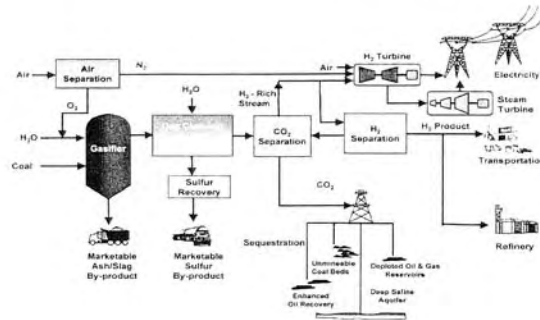 H₂ Turbine
Air
Air
Separation
N₂
Air
Electricity
O₂
H₂O
H₂ - Rich
Stream
Steam
Turbine
H₂O
Gasifier
CO₂
Separation
H₂
Separation
H₂ Product
Coal
Transportatio
Sulfur
Recovery
CO₂
Sequestration
Refinery
Marketable
Ash/Slag
By-product
Marketable
Sulfur
By-product
Unmineable
Coal Beds
Depleted Oil & Gas
Reservoirs
Enhanced
Oil Recovery
Deep Saline
Aquifer